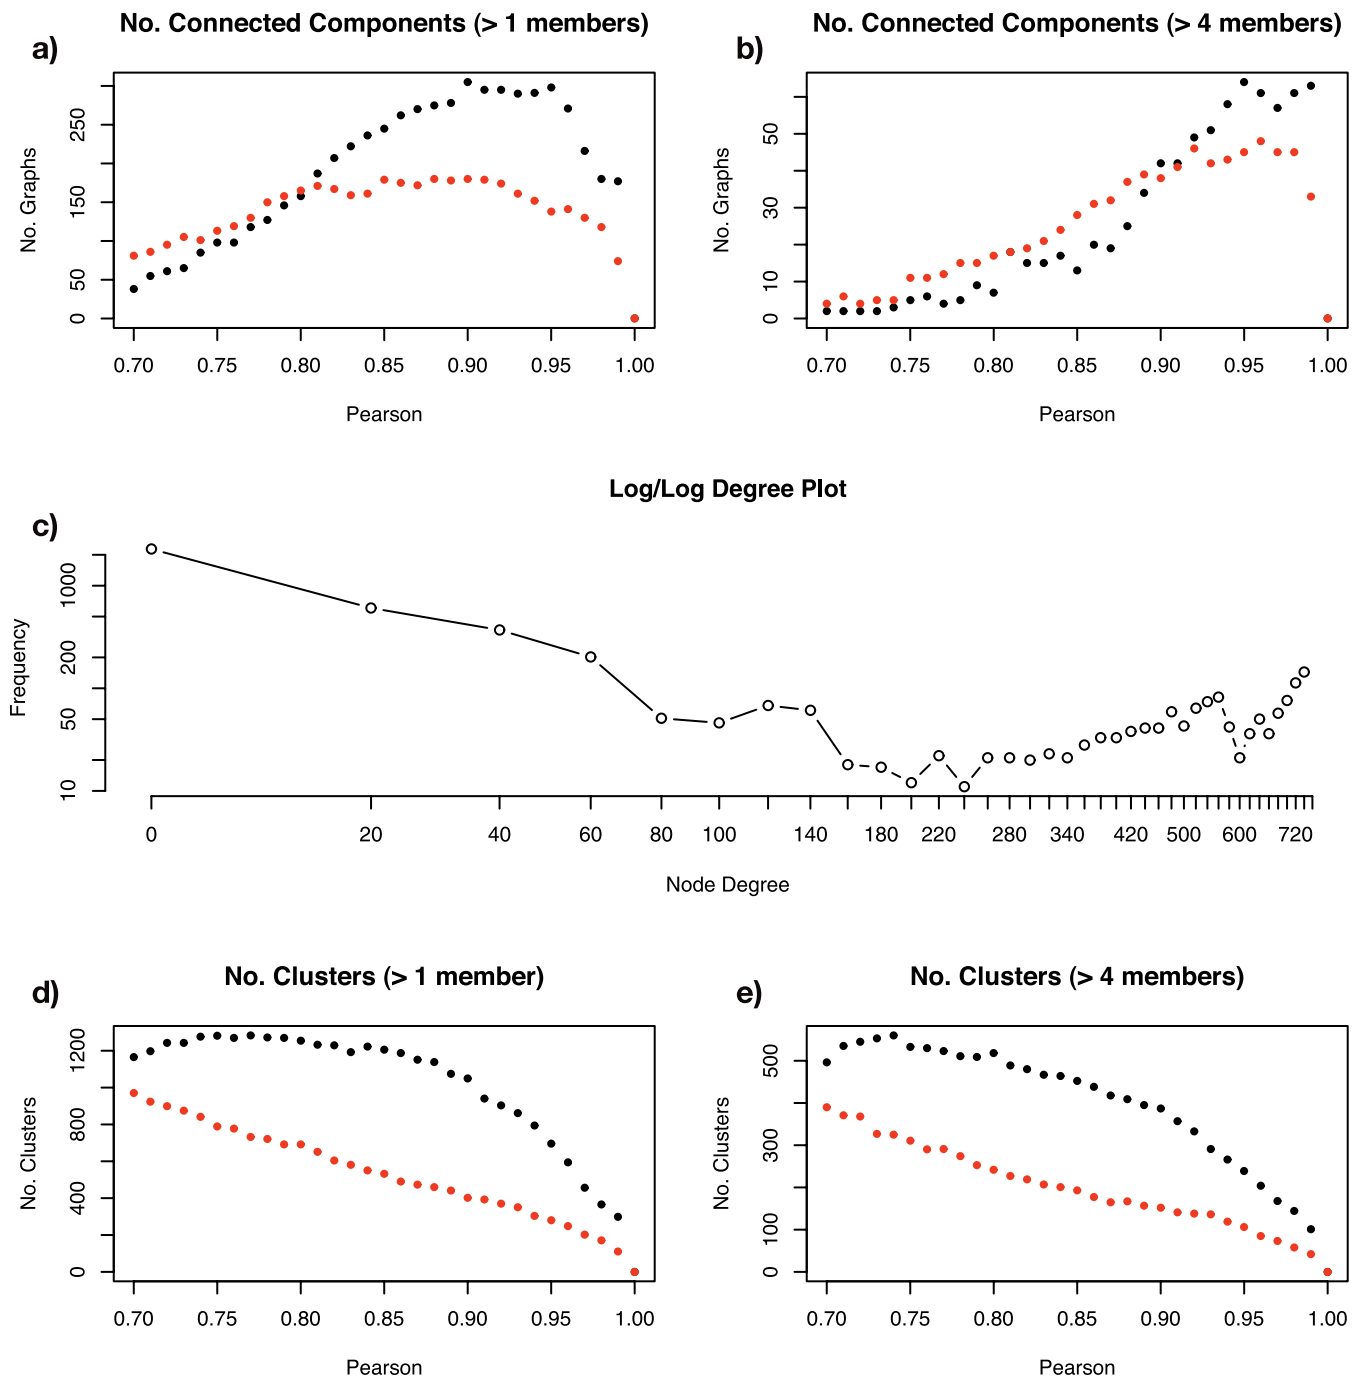 No. Connected Components (> 1 members)
No. Connected Components (> 4 members)
a)
b)
No. Graphs
0
50
150
250
0.70 0.75 0.80 0.85 0.90 0.95 1.00
Pearson
No. Graphs
0
10
30
50
0.70 0.75 0.80 0.85 0.90 0.95 1.00
Pearson
Log/Log Degree Plot
c)
Frequency
10
50
200
1000
0 20 40 60 80 100 140 180 220 280 340 420 500 600 720
Node Degree
No. Clusters (> 1 member)
No. Clusters (> 4 members)
d)
e)
No. Clusters
0
400
800
1200
0.70 0.75 0.80 0.85 0.90 0.95 1.00
Pearson
No. Clusters
0
100
300
500
0.70 0.75 0.80 0.85 0.90 0.95 1.00
Pearson